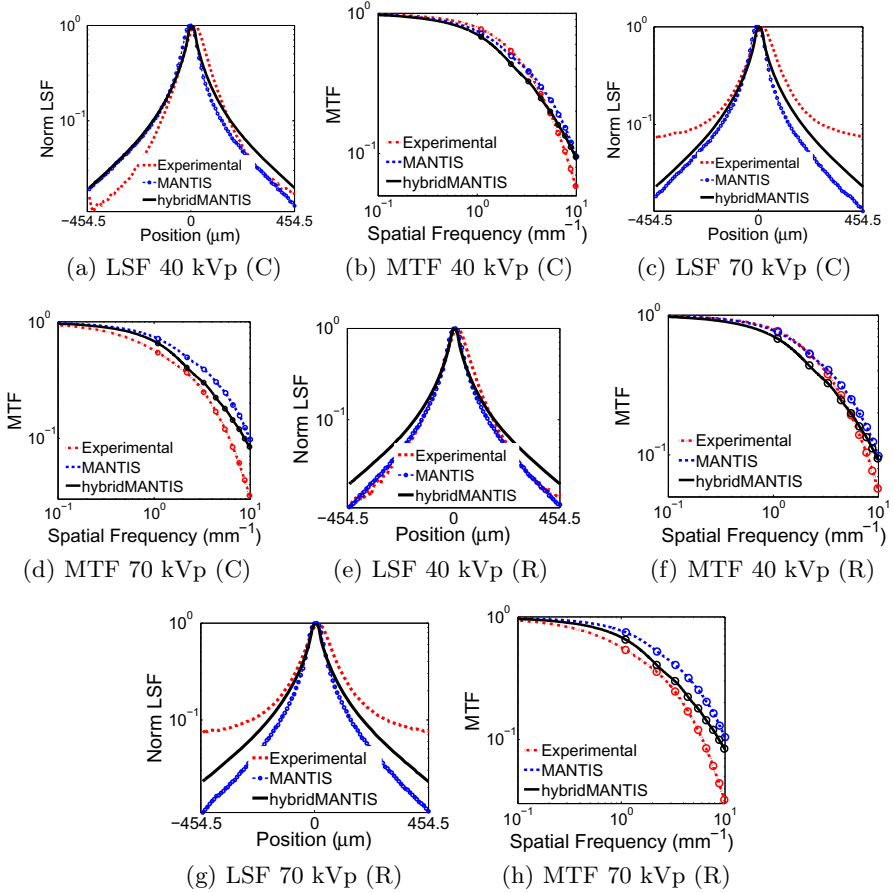 10^0
10^-1
Norm LSF
Experimental
MANTIS
hybridMANTIS
−454.5 0 454.5
Position (μm)
(a) LSF 40 kVp (C)
10^0
10^-1
MTF
Experimental
MANTIS
hybridMANTIS
10^-1 10^0 10^1
Spatial Frequency (mm^-1)
(b) MTF 40 kVp (C)
10^0
10^-1
Norm LSF
Experimental
MANTIS
hybridMANTIS
−454.5 0 454.5
Position (μm)
(c) LSF 70 kVp (C)
10^0
10^-1
MTF
Experimental
MANTIS
hybridMANTIS
10^-1 10^0 10^1
Spatial Frequency (mm^-1)
(d) MTF 70 kVp (C)
10^0
10^-1
Norm LSF
Experimental
MANTIS
hybridMANTIS
−454.5 0 454.5
Position (μm)
(e) LSF 40 kVp (R)
10^0
10^-1
MTF
Experimental
MANTIS
hybridMANTIS
10^-1 10^0 10^1
Spatial Frequency (mm^-1)
(f) MTF 40 kVp (R)
10^0
10^-1
Norm LSF
Experimental
MANTIS
hybridMANTIS
−454.5 0 454.5
Position (μm)
(g) LSF 70 kVp (R)
10^0
10^-1
MTF
Experimental
MANTIS
hybridMANTIS
10^-1 10^0 10^1
Spatial Frequency (mm^-1)
(h) MTF 70 kVp (R)